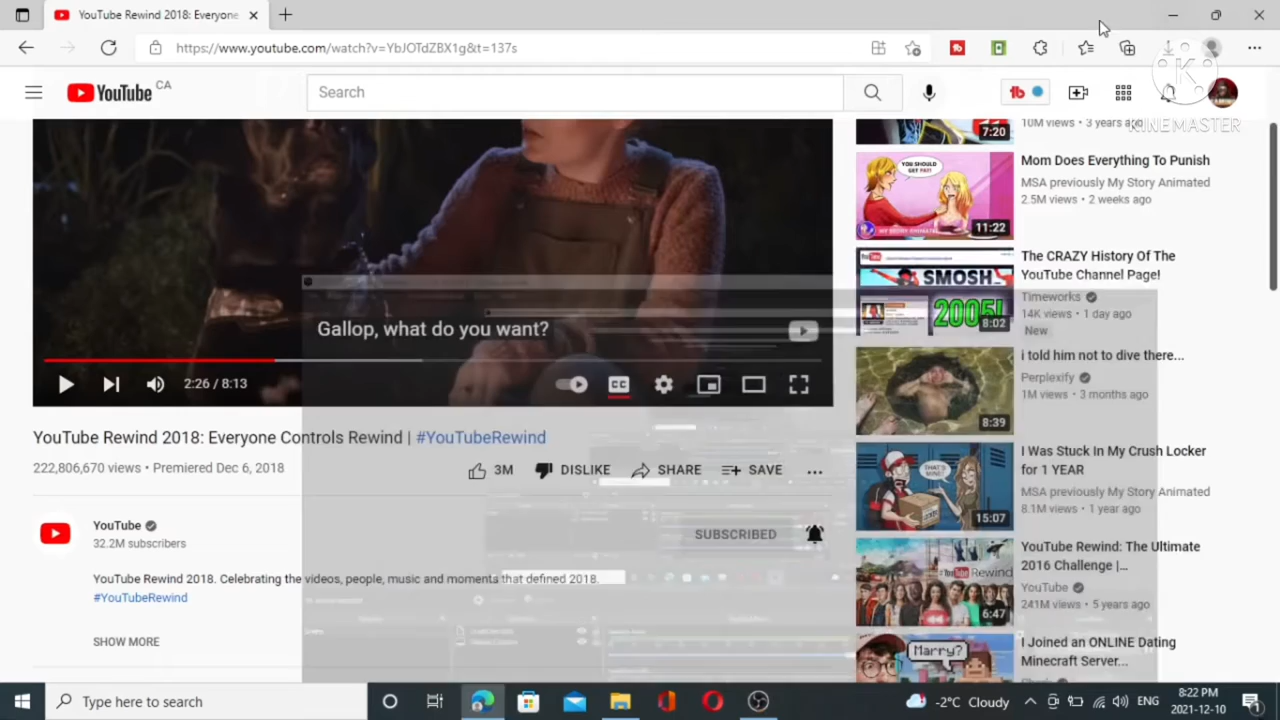 YouTube Rewind 2018: Everyone
https://www.youtube.com/watch?v=YbJOTdZBX1g&t=137s
KINEMASTER
YouTube CA
Search
Gallop, what do you want?
2:26 / 8:13
CC
YouTube Rewind 2018: Everyone Controls Rewind | #YouTubeRewind
222,806,670 views • Premiered Dec 6, 2018
3M
DISLIKE
SHARE
SAVE
YouTube
32.2M subscribers
SUBSCRIBED
YouTube Rewind 2018. Celebrating the videos, people, music and moments that defined 2018.
#YouTubeRewind
SHOW MORE
7:20
10M views • 3 years ago
YOU SHOULD
GET
11:22
Mom Does Everything To Punish
MSA previously My Story Animated
2.5M views • 2 weeks ago
SMOSH
2005!
8:02
The CRAZY History Of The
YouTube Channel Page!
Timeworks
14K views • 1 day ago
New
8:39
i told him not to dive there...
Perplexify
1M views • 3 months ago
THAT'S
MINE!
15:07
I Was Stuck In My Crush Locker
for 1 YEAR
MSA previously My Story Animated
8.1M views • 1 year ago
Rewind
6:47
YouTube Rewind: The Ultimate
2016 Challenge |...
YouTube
241M views • 5 years ago
Marry?
I Joined an ONLINE Dating
Minecraft Server...
Type here to search
-2°C Cloudy
ENG
8:22 PM
2021-12-10